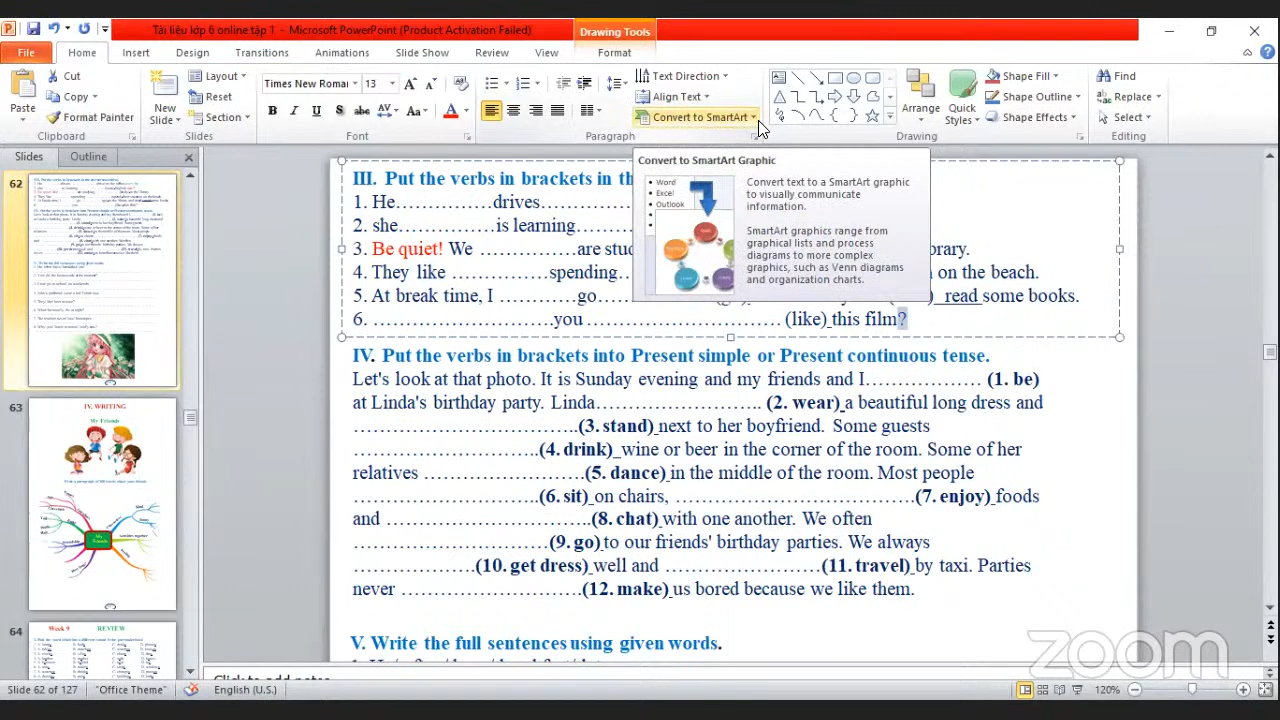 Tài liệu lớp 6 online tập 1 - Microsoft PowerPoint (Product Activation Failed)
Drawing Tools
File Home Insert Design Transitions Animations Slide Show Review View Format
Paste Cut Copy Format Painter
New Slide Layout Reset Section
Times New Roman 13
Text Direction Align Text Convert to SmartArt
Arrange Quick Styles Shape Fill Shape Outline Shape Effects
Find Replace Select
Clipboard Slides Font Paragraph Drawing Editing
Slides Outline
Convert to SmartArt Graphic
Word
Excel
Outlook
Convert text to a SmartArt graphic
to visually communicate
information.
SmartArt graphics range from
graphical lists and process
diagrams to more complex
graphics, such as Venn diagrams
and organization charts.
62
63
IV. WRITING
My Friends
My Friends
64
Week 9 REVIEW
III. Put the verbs in brackets in th
1. He……………drives……………
2. she……………is learning………
3. Be quiet! We ……………are stud rary.
4. They like ……………spending on the beach.
5. At break time, I …………go…… read some books.
6. …………………………you ………………………………(like) this film?
IV. Put the verbs in brackets into Present simple or Present continuous tense.
Let's look at that photo. It is Sunday evening and my friends and I……………… (1. be)
at Linda's birthday party. Linda……………………… (2. wear) a beautiful long dress and
………………………………(3. stand) next to her boyfriend. Some guests
…………………………(4. drink) wine or beer in the corner of the room. Some of her
relatives ………………………(5. dance) in the middle of the room. Most people
…………………………(6. sit) on chairs, …………………………………(7. enjoy) foods
and ……………………………(8. chat) with one another. We often
……………………………(9. go) to our friends' birthday parties. We always
…………………(10. get dress) well and ……………………(11. travel) by taxi. Parties
never …………………………(12. make) us bored because we like them.
V. Write the full sentences using given words.
Slide 62 of 127 "Office Theme" English (U.S.) 120%
zoom